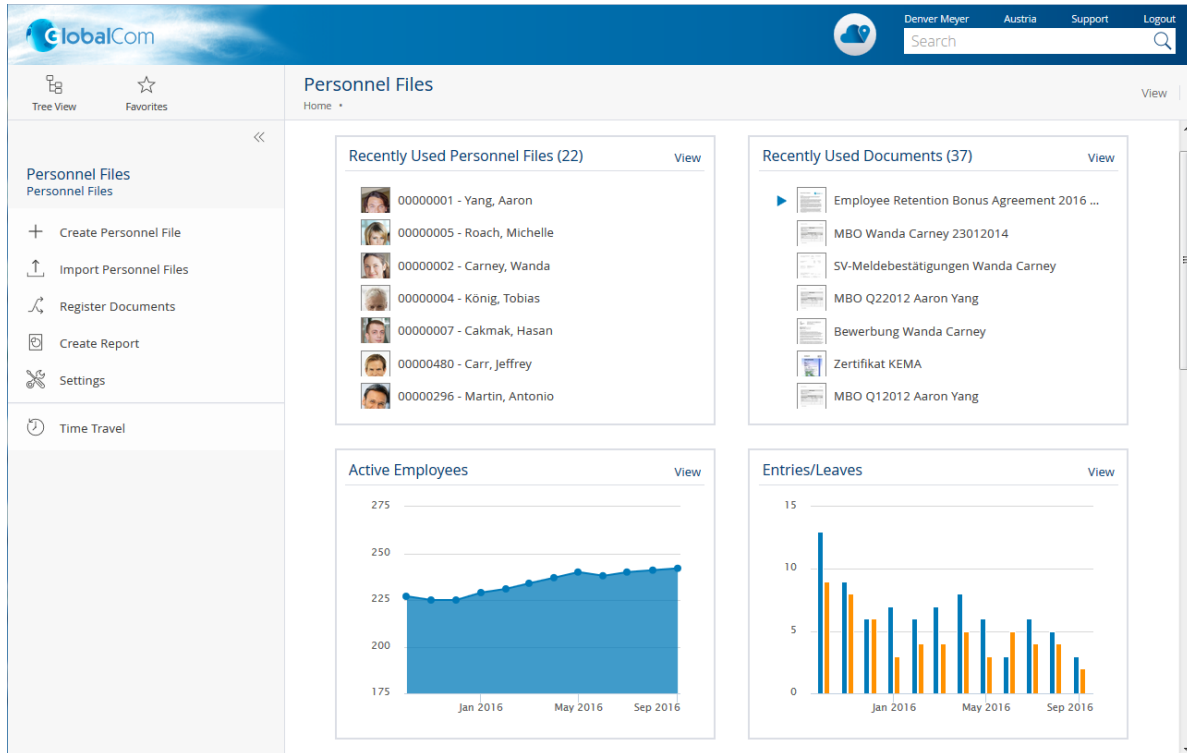 GlobalCom
Denver Meyer Austria Support Logout
Search
Tree View Favorites
Personnel Files
Home •
View
Personnel Files
Personnel Files
Create Personnel File
Import Personnel Files
Register Documents
Create Report
Settings
Time Travel
Recently Used Personnel Files (22) View
00000001 - Yang, Aaron
00000005 - Roach, Michelle
00000002 - Carney, Wanda
00000004 - König, Tobias
00000007 - Cakmak, Hasan
00000480 - Carr, Jeffrey
00000296 - Martin, Antonio
Recently Used Documents (37) View
Employee Retention Bonus Agreement 2016 ...
MBO Wanda Carney 23012014
SV-Meldebestätigungen Wanda Carney
MBO Q22012 Aaron Yang
Bewerbung Wanda Carney
Zertifikat KEMA
MBO Q12012 Aaron Yang
Active Employees View
275
250
225
200
175
Jan 2016 May 2016 Sep 2016
Entries/Leaves View
15
10
5
0
Jan 2016 May 2016 Sep 2016